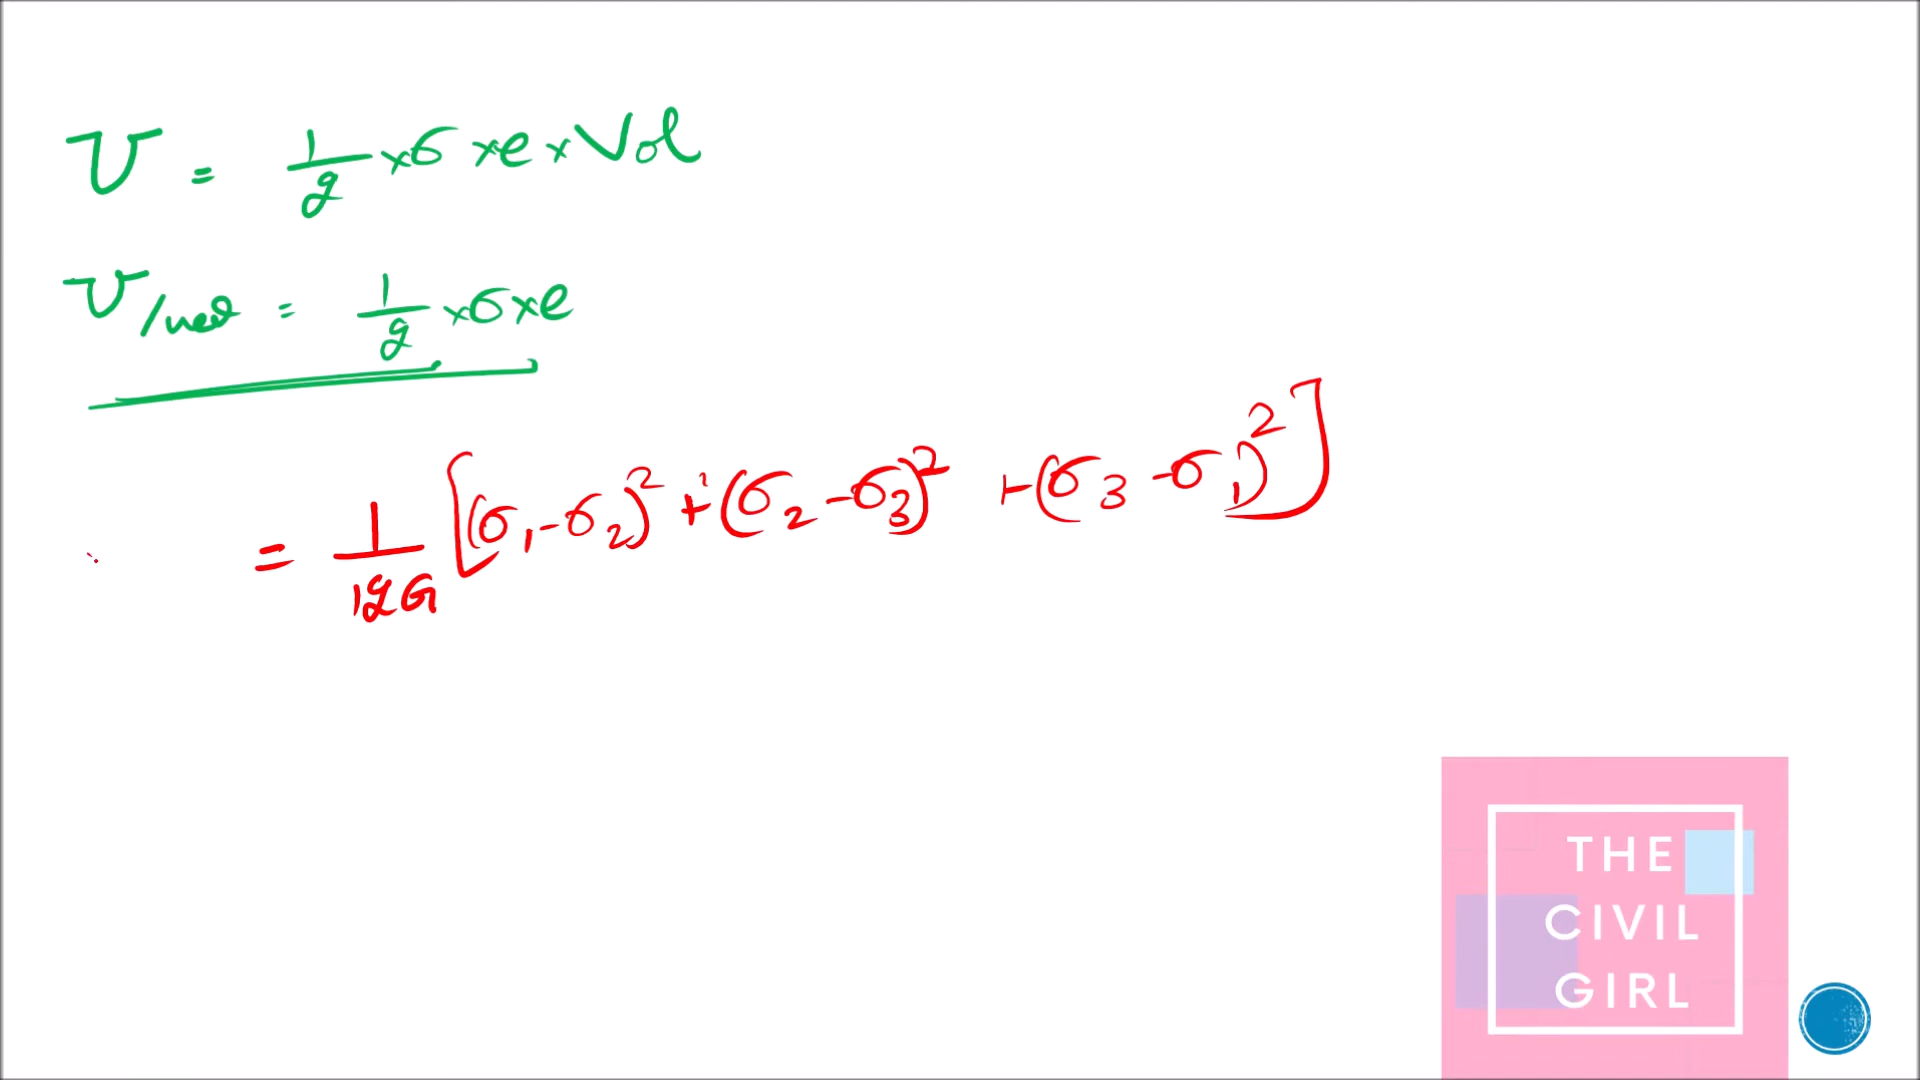 U = 1/2 × σ × e × Vol
U/unit = 1/2 × σ × e
= 1/12G [(σ1 - σ2)² + (σ2 - σ3)² + (σ3 - σ1)²]
THE
CIVIL
GIRL